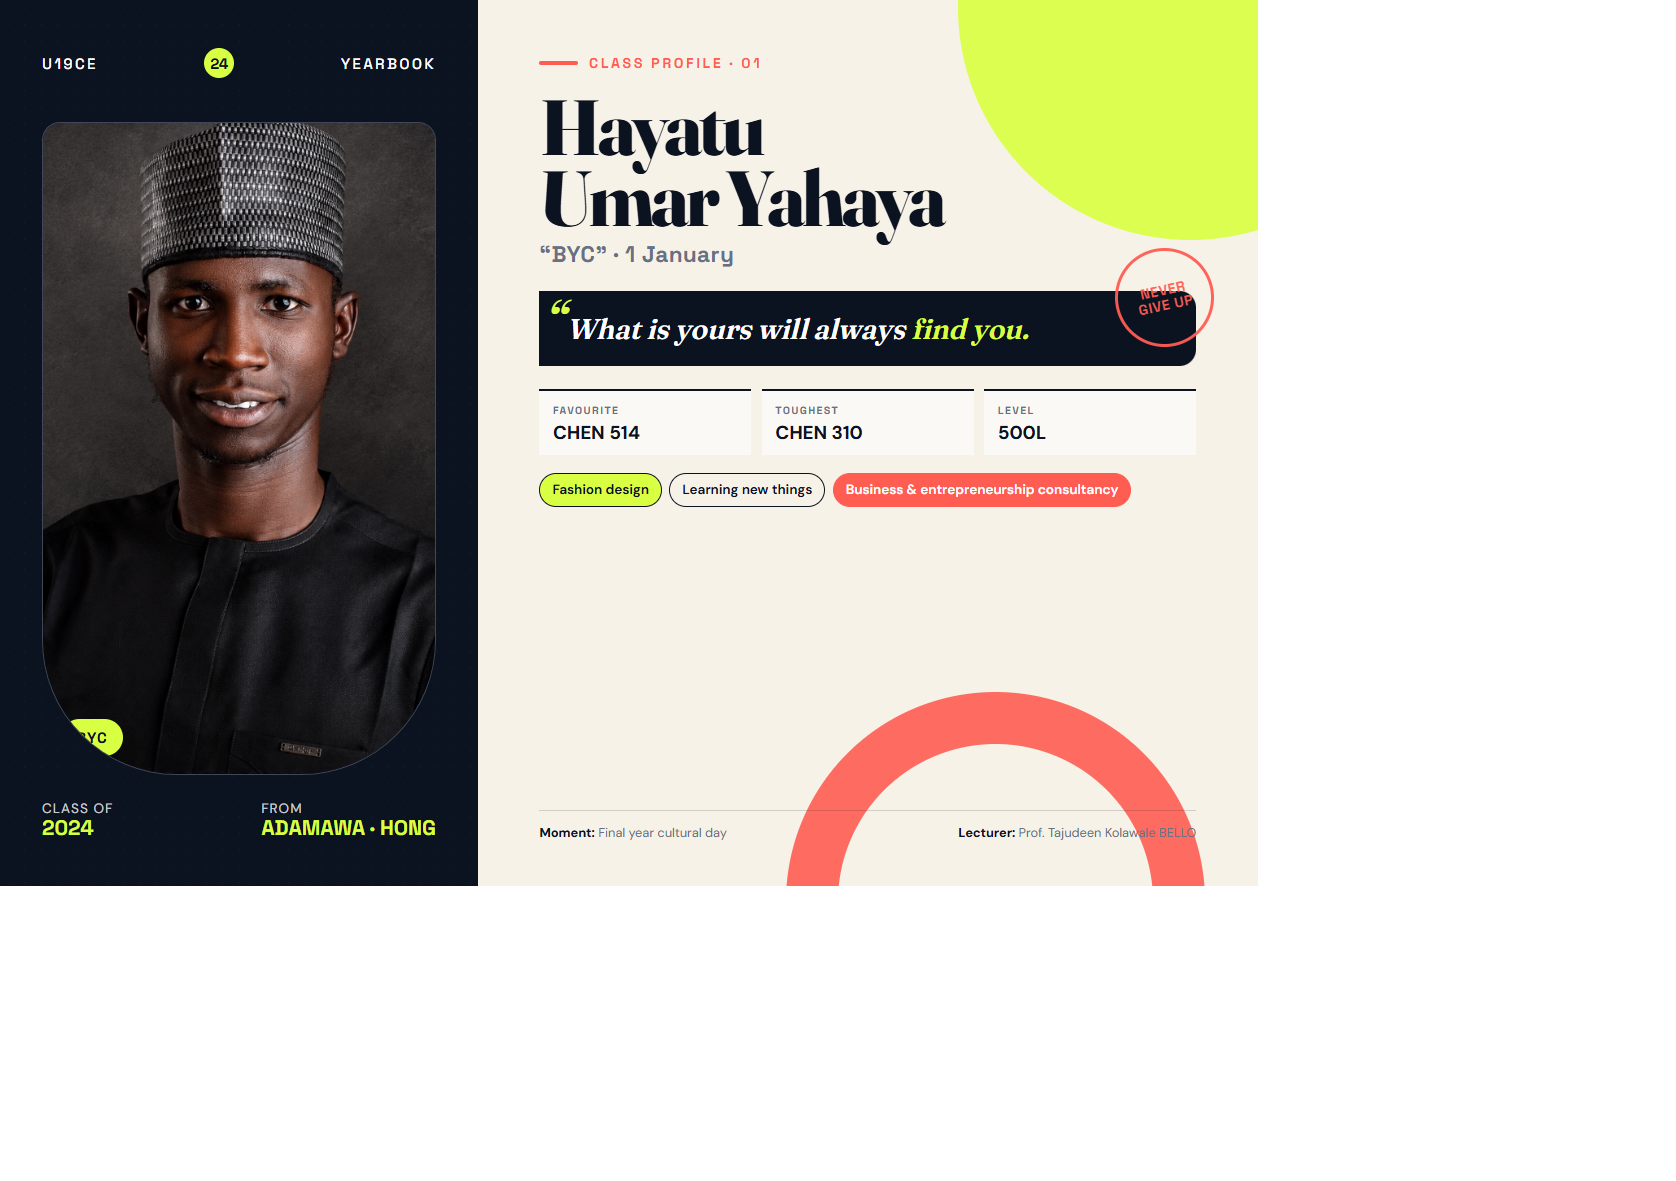 U19CE
24
YEARBOOK
CLASS OF
2024
FROM
ADAMAWA · HONG
CLASS PROFILE · 01
Hayatu
Umar Yahaya
“BYC” · 1 January
“What is yours will always find you.
NEVER
GIVE UP
FAVOURITE
CHEN 514
TOUGHEST
CHEN 310
LEVEL
500L
Fashion design
Learning new things
Business & entrepreneurship consultancy
Moment: Final year cultural day
Lecturer: Prof. Tajudeen Kolawale BELLO